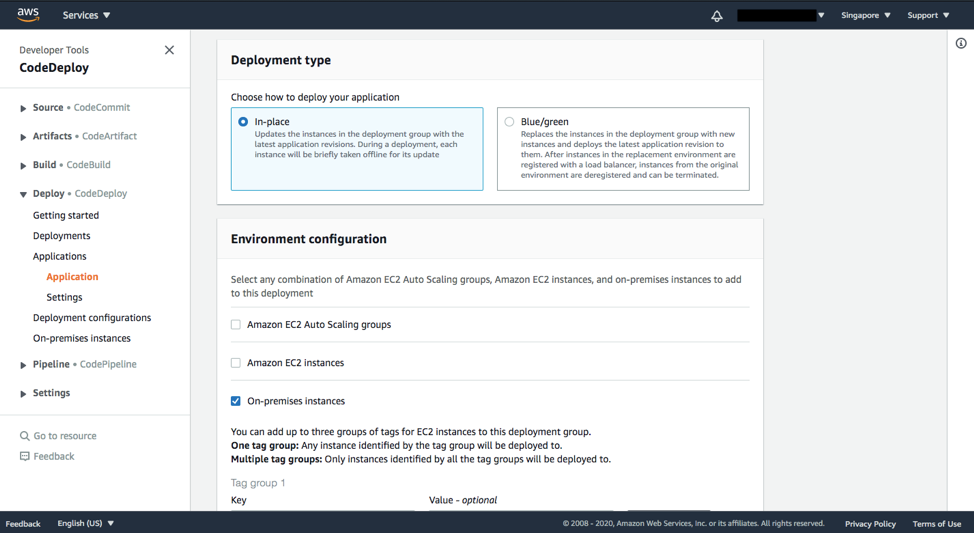 aws
Services
Singapore
Support
Developer Tools
CodeDeploy
Source • CodeCommit
Artifacts • CodeArtifact
Build • CodeBuild
Deploy • CodeDeploy
Getting started
Deployments
Applications
Application
Settings
Deployment configurations
On-premises instances
Pipeline • CodePipeline
Settings
Go to resource
Feedback
Deployment type
Choose how to deploy your application
In-place
Updates the instances in the deployment group with the
latest application revisions. During a deployment, each
instance will be briefly taken offline for its update
Blue/green
Replaces the instances in the deployment group with new
instances and deploys the latest application revision to
them. After instances in the replacement environment are
registered with a load balancer, instances from the original
environment are deregistered and can be terminated.
Environment configuration
Select any combination of Amazon EC2 Auto Scaling groups, Amazon EC2 instances, and on-premises instances to add
to this deployment
Amazon EC2 Auto Scaling groups
Amazon EC2 instances
On-premises instances
You can add up to three groups of tags for EC2 instances to this deployment group.
One tag group: Any instance identified by the tag group will be deployed to.
Multiple tag groups: Only instances identified by all the tag groups will be deployed to.
Tag group 1
Key
Value - optional
Feedback
English (US)
© 2008 - 2020, Amazon Web Services, Inc. or its affiliates. All rights reserved.
Privacy Policy
Terms of Use